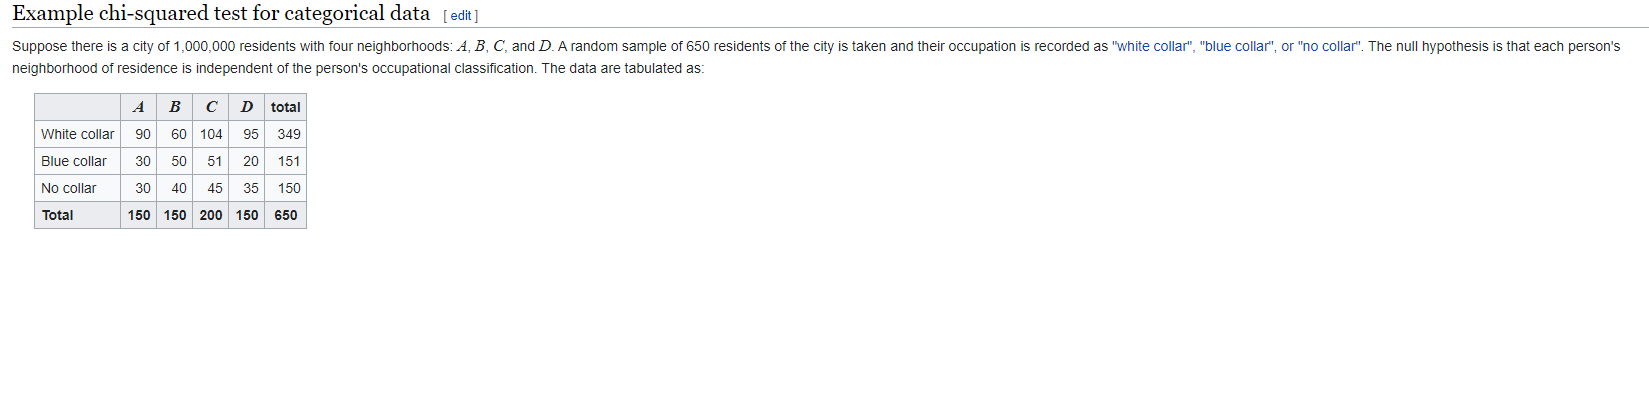 Example chi-squared test for categorical data [ edit ]
Suppose there is a city of 1,000,000 residents with four neighborhoods: A, B, C, and D. A random sample of 650 residents of the city is taken and their occupation is recorded as "white collar", "blue collar", or "no collar". The null hypothesis is that each person's
neighborhood of residence is independent of the person's occupational classification. The data are tabulated as:
A B C D total
White collar 90 60 104 95 349
Blue collar 30 50 51 20 151
No collar 30 40 45 35 150
Total 150 150 200 150 650